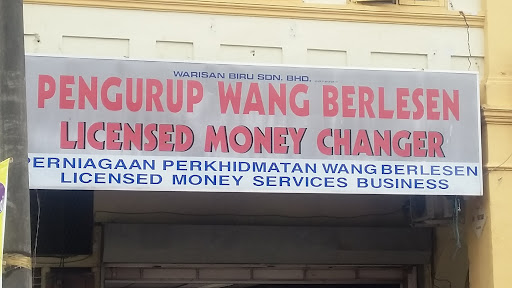 WARISAN BIRU SDN. BHD.
PENGURUP WANG BERLESEN
LICENSED MONEY CHANGER
PERNIAGAAN PERKHIDMATAN WANG BERLESEN
LICENSED MONEY SERVICES BUSINESS